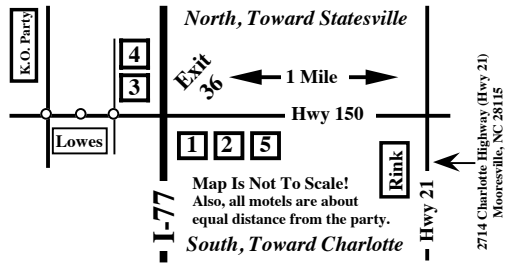 North, Toward Statesville
K.O. Party
4
3
Exit
36
1 Mile
Hwy 150
Lowes
1 2 5
Rink
2714 Charlotte Highway (Hwy 21)
Mooresville, NC 28115
Map Is Not To Scale!
Also, all motels are about
equal distance from the party.
I-77
Hwy 21
South, Toward Charlotte